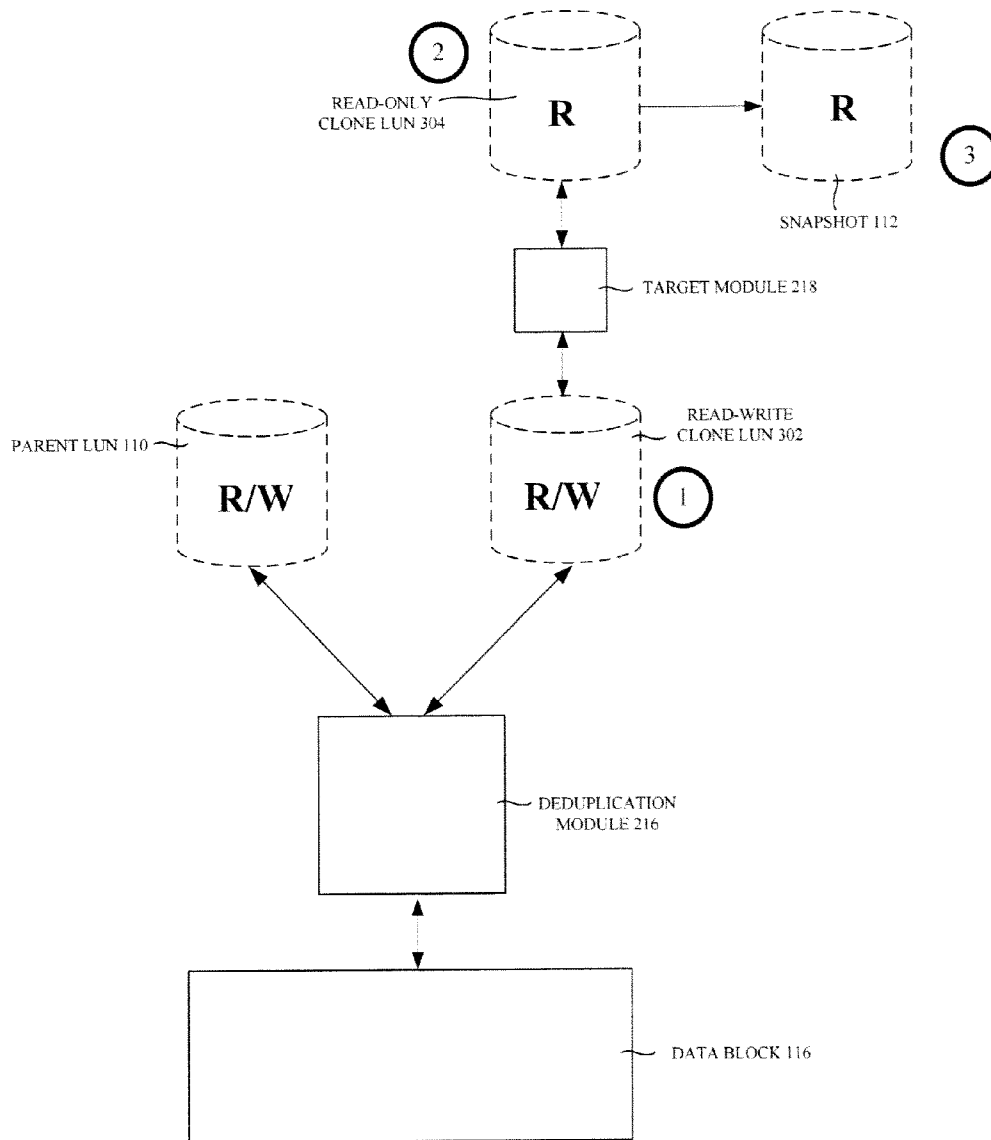 2
READ-ONLY
CLONE LUN 304
R
R
3
SNAPSHOT 112
TARGET MODULE 218
PARENT LUN 110
R/W
READ-WRITE
CLONE LUN 302
R/W
1
DEDUPLICATION
MODULE 216
DATA BLOCK 116